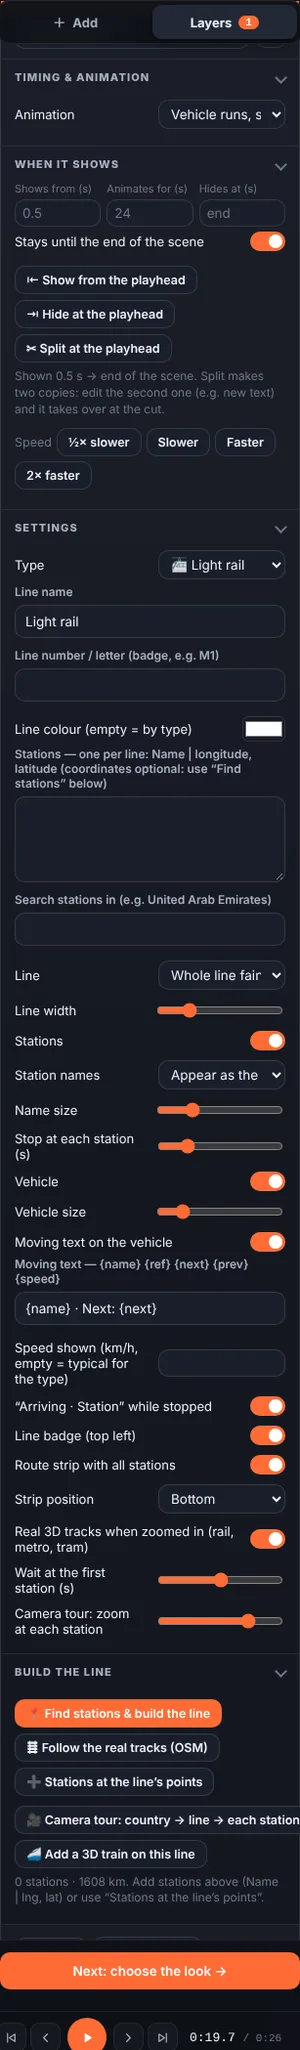 + Add
Layers 1
TIMING & ANIMATION
Animation
Vehicle runs, s
WHEN IT SHOWS
Shows from (s) Animates for (s) Hides at (s)
0.5 24 end
Stays until the end of the scene
⇤ Show from the playhead
⇥ Hide at the playhead
✂ Split at the playhead
Shown 0.5 s → end of the scene. Split makes
two copies: edit the second one (e.g. new text)
and it takes over at the cut.
Speed ½× slower Slower Faster
2× faster
SETTINGS
Type
Light rail
Line name
Light rail
Line number / letter (badge, e.g. M1)
Line colour (empty = by type)
Stations — one per line: Name | longitude,
latitude (coordinates optional: use “Find
stations” below)
Search stations in (e.g. United Arab Emirates)
Line
Whole line fair
Line width
Stations
Station names
Appear as the
Name size
Stop at each station
(s)
Vehicle
Vehicle size
Moving text on the vehicle
Moving text — {name} {ref} {next} {prev}
{speed}
{name} · Next: {next}
Speed shown (km/h,
empty = typical for
the type)
“Arriving · Station” while stopped
Line badge (top left)
Route strip with all stations
Strip position
Bottom
Real 3D tracks when zoomed in (rail,
metro, tram)
Wait at the first
station (s)
Camera tour: zoom
at each station
BUILD THE LINE
Find stations & build the line
Follow the real tracks (OSM)
Stations at the line’s points
Camera tour: country → line → each station
Add a 3D train on this line
0 stations · 1608 km. Add stations above (Name
| lng, lat) or use “Stations at the line’s points”.
Next: choose the look →
0:19.7 / 0:26